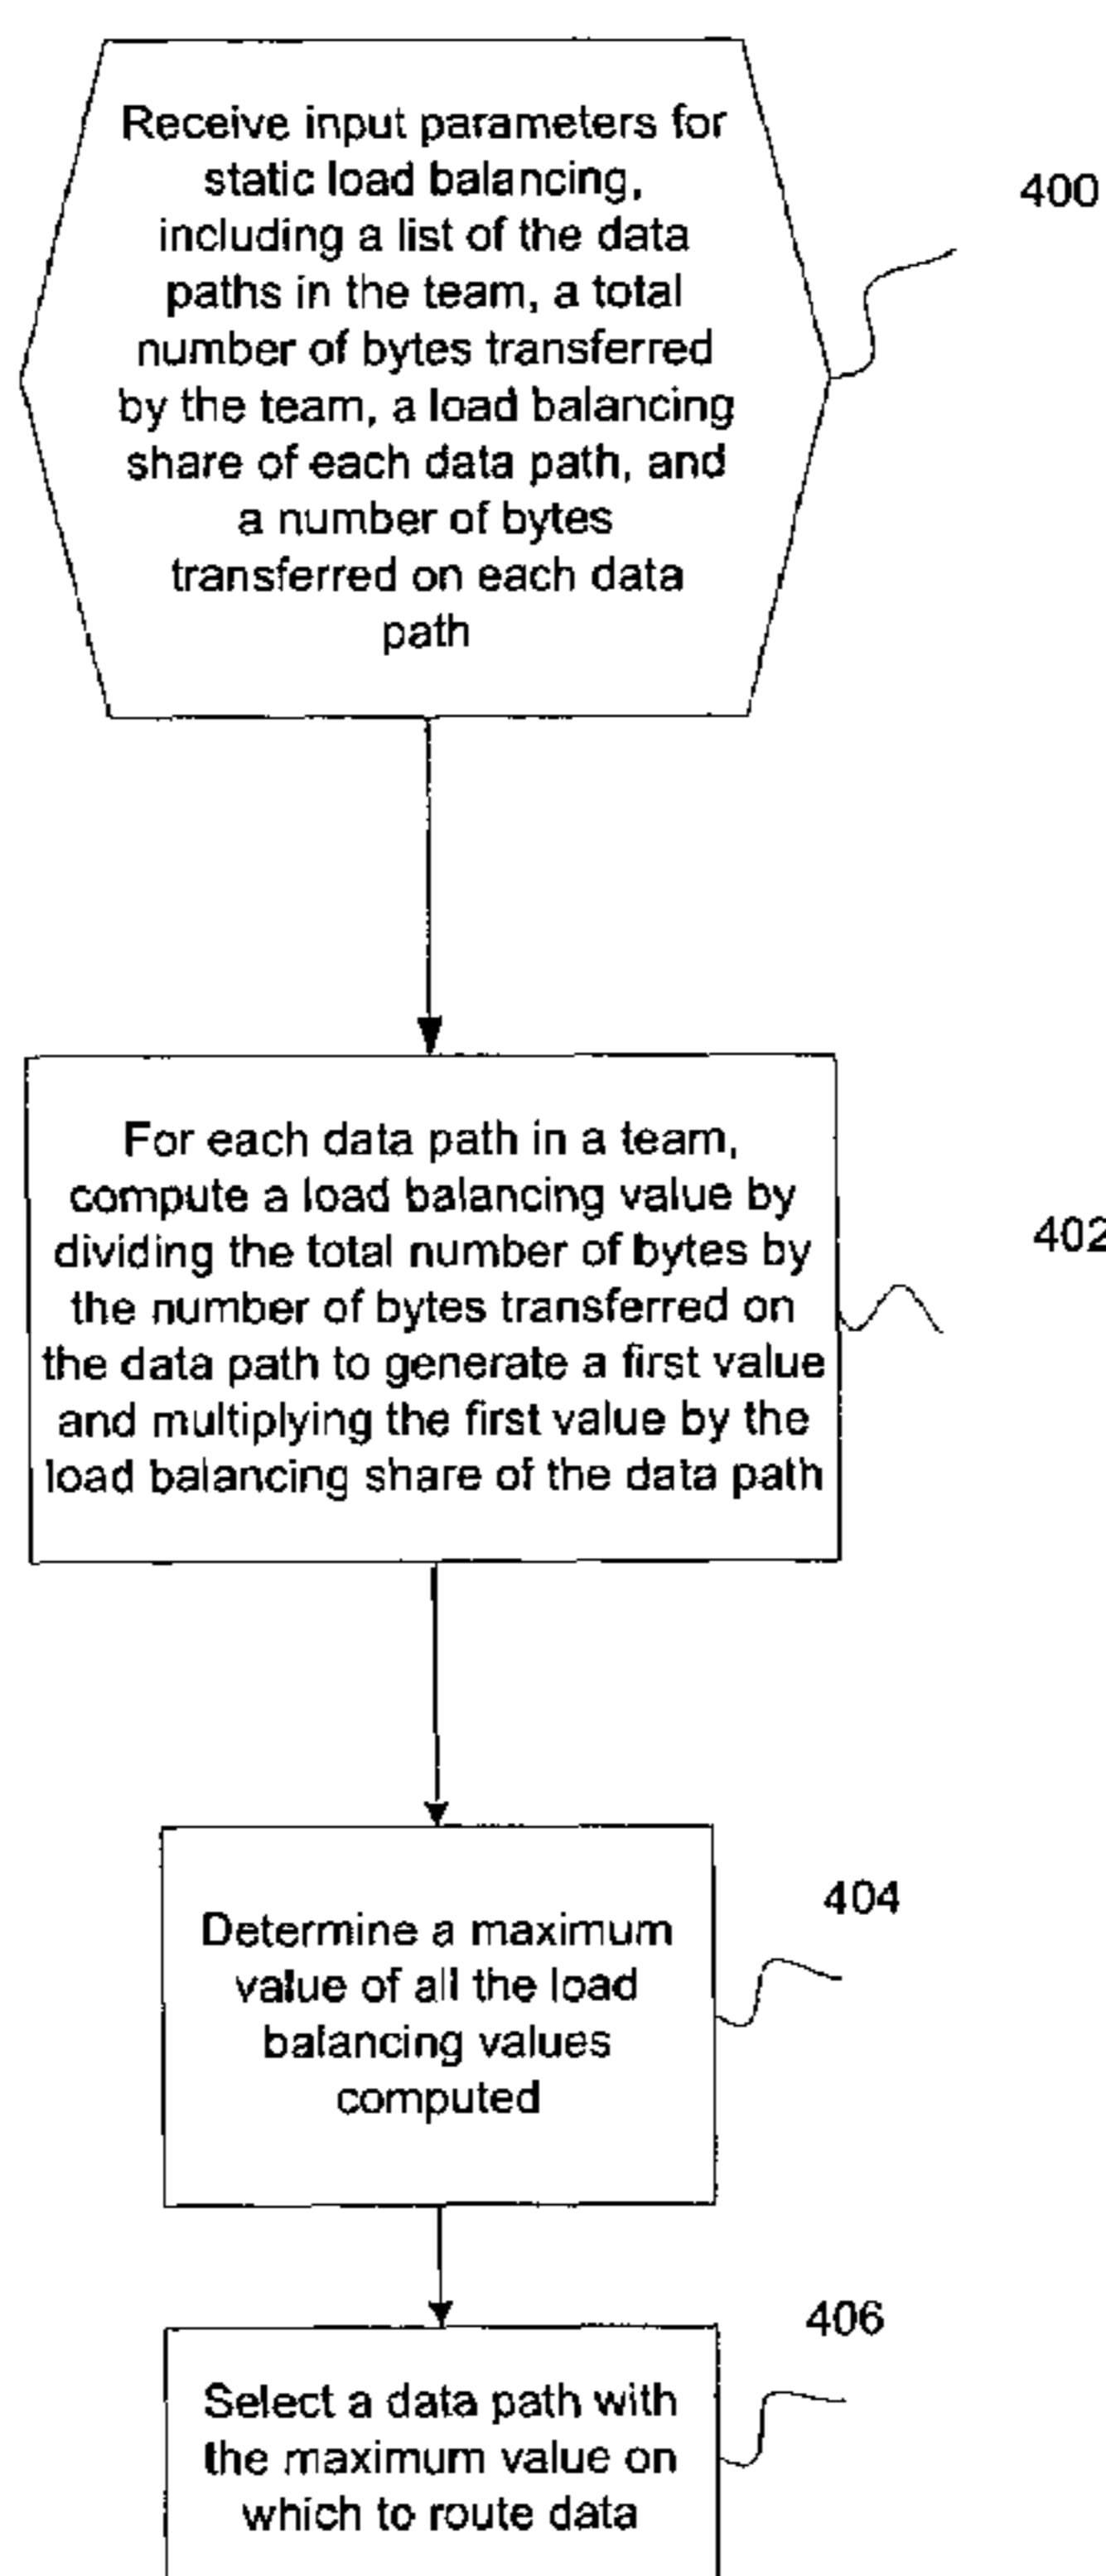 Receive input parameters for
static load balancing,
including a list of the data
paths in the team, a total
number of bytes transferred
by the team, a load balancing
share of each data path, and
a number of bytes
transferred on each data
path
400
For each data path in a team,
compute a load balancing value by
dividing the total number of bytes by
the number of bytes transferred on
the data path to generate a first value
and multiplying the first value by the
load balancing share of the data path
402
Determine a maximum
value of all the load
balancing values
computed
404
Select a data path with
the maximum value on
which to route data
406